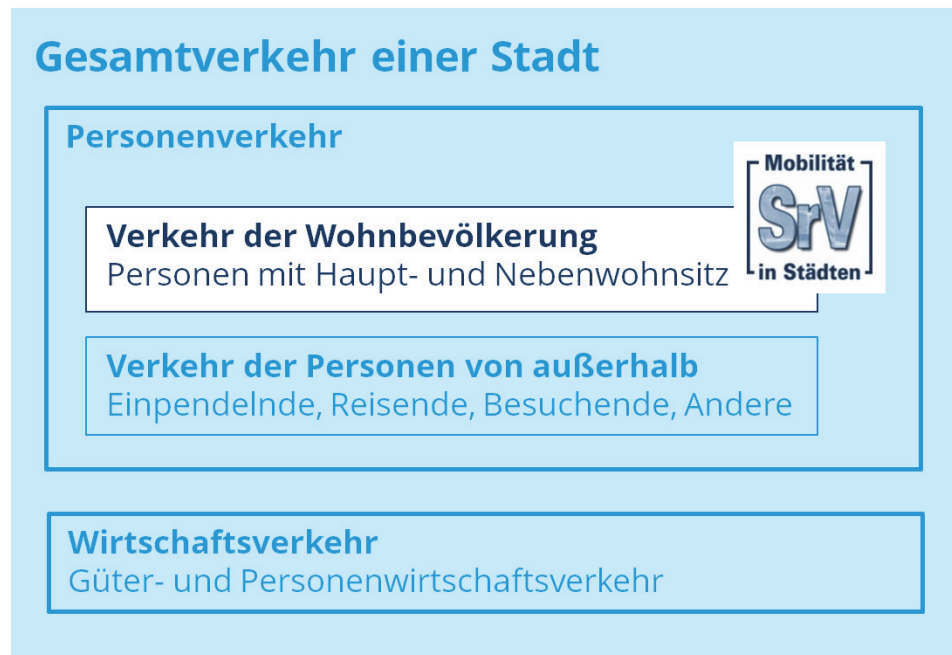 Gesamtverkehr einer Stadt
Personenverkehr
Mobilität
SrV
in Städten
Verkehr der Wohnbevölkerung
Personen mit Haupt- und Nebenwohnsitz
Verkehr der Personen von außerhalb
Einpendelnde, Reisende, Besuchende, Andere
Wirtschaftsverkehr
Güter- und Personenwirtschaftsverkehr